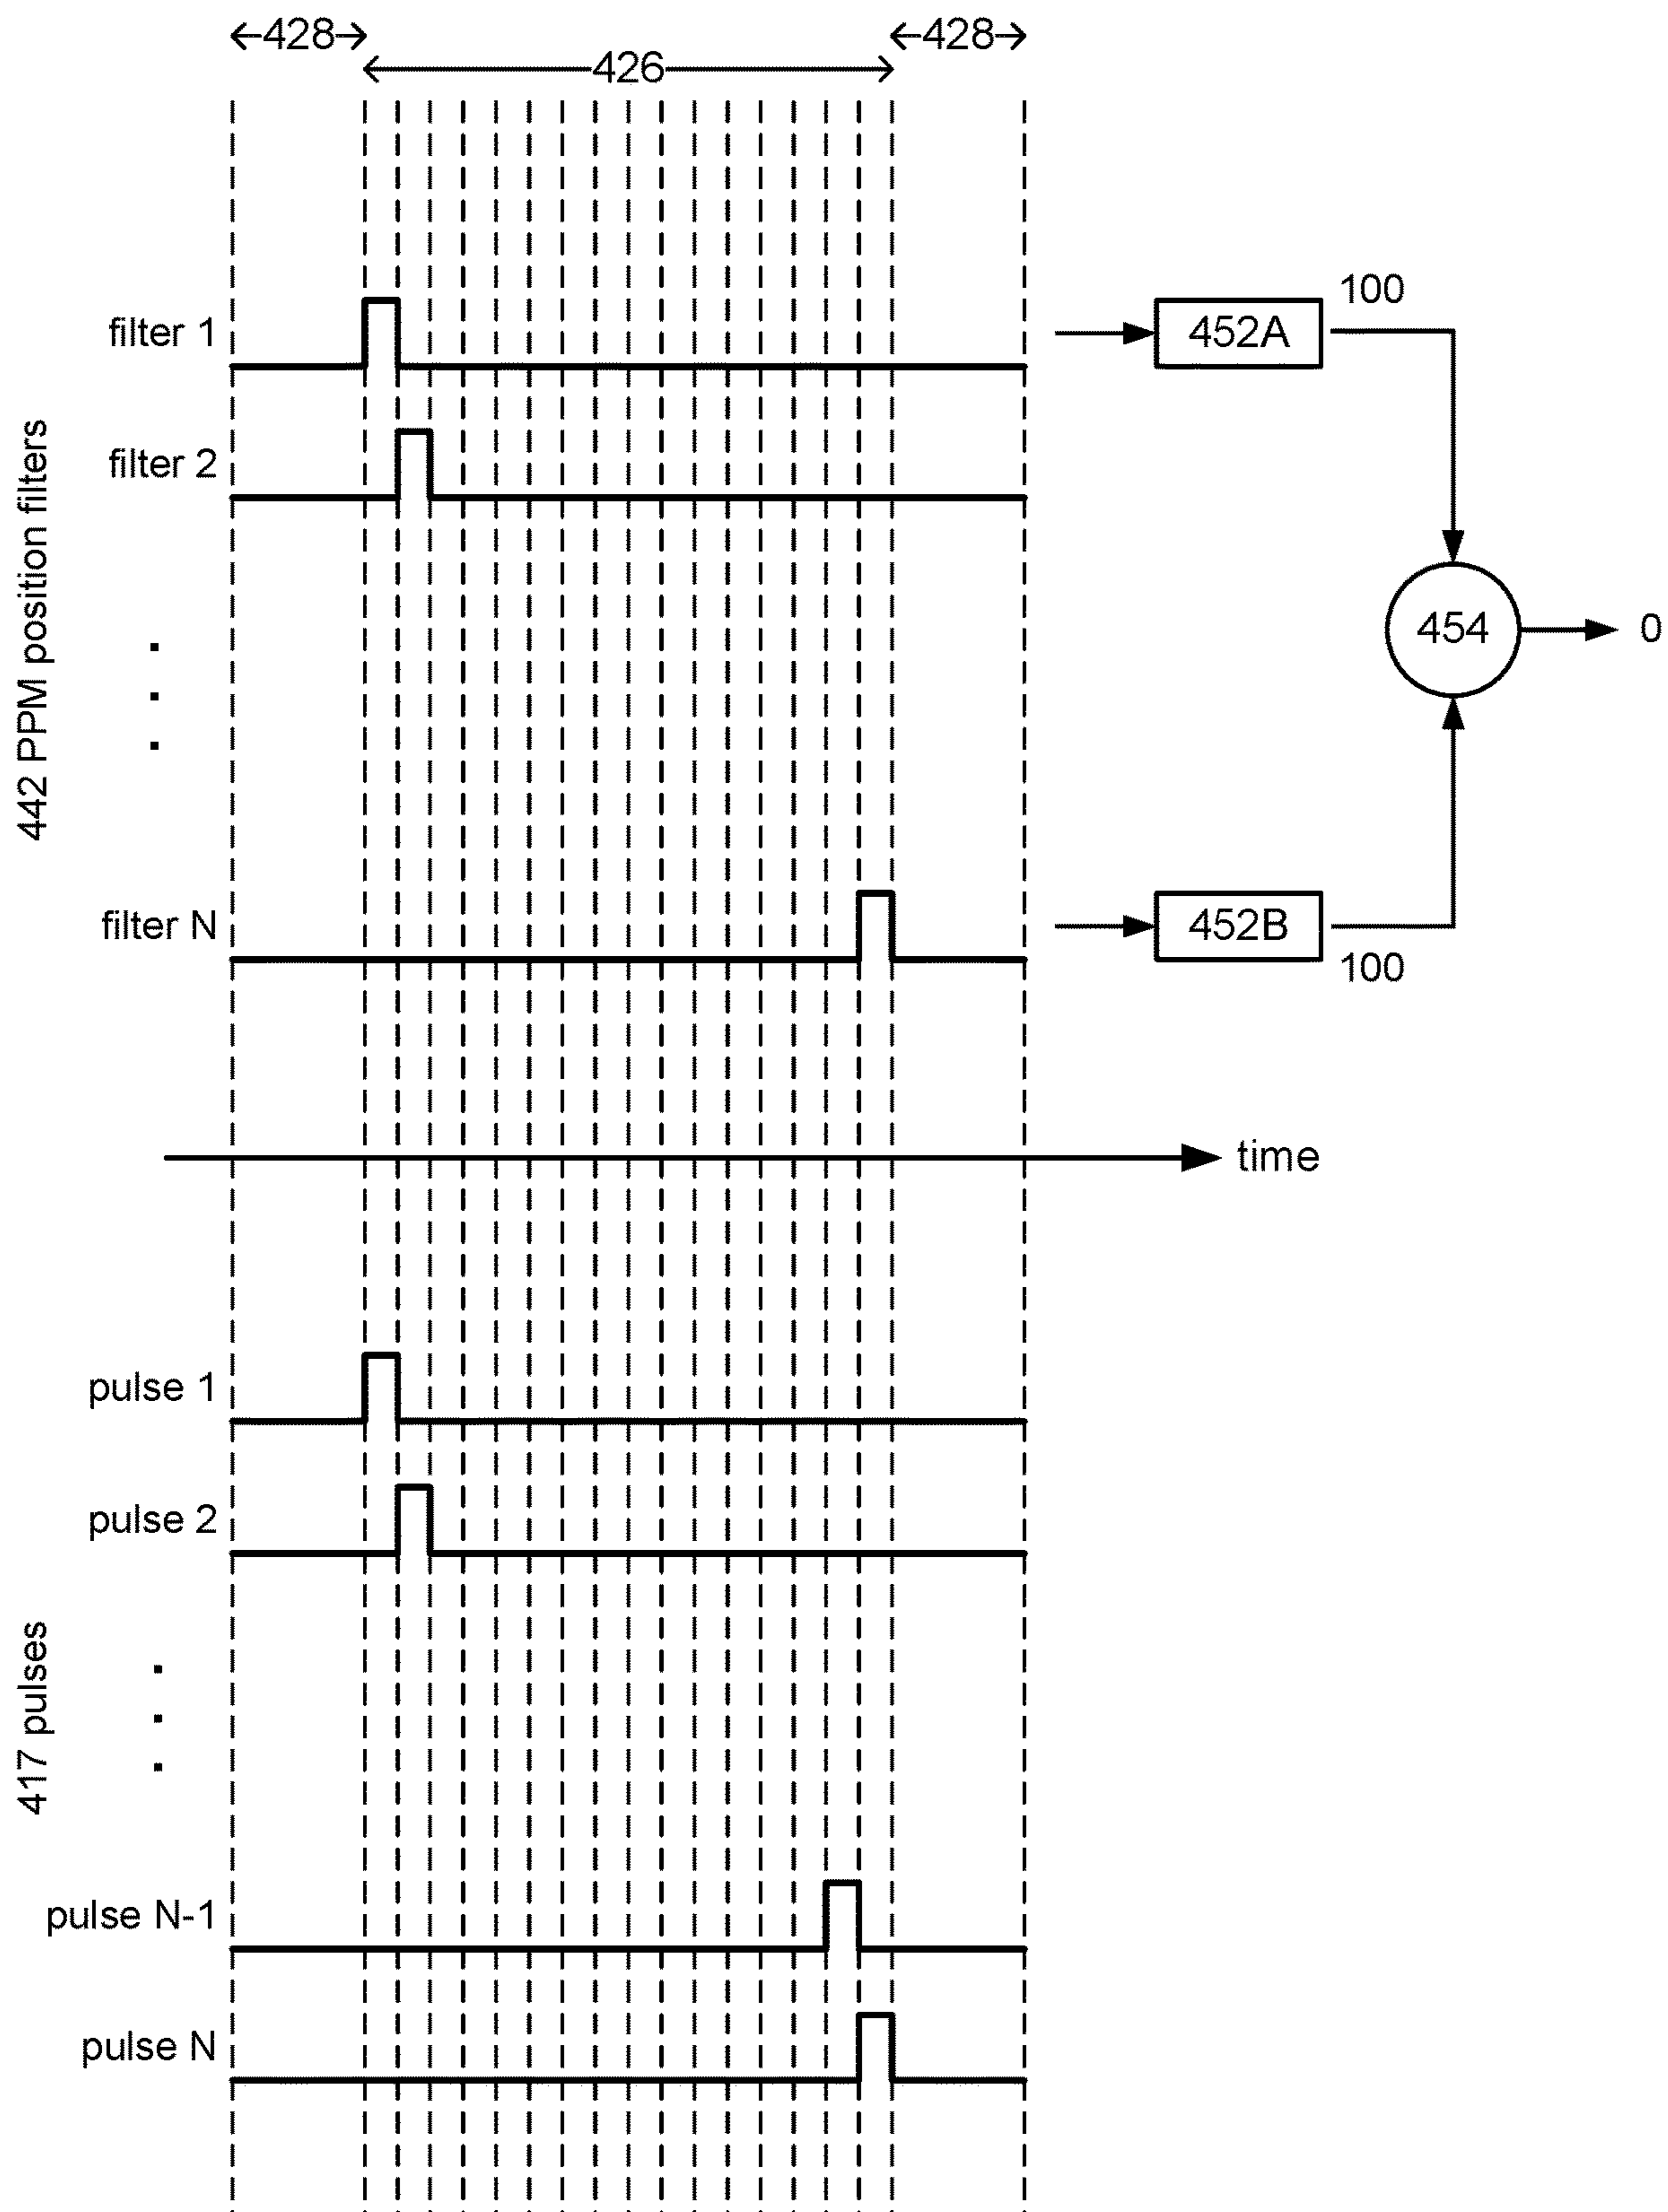 428
428
426
442 PPM position filters
filter 1
452A
100
filter 2
454
0
filter N
452B
100
time
417 pulses
pulse 1
pulse 2
pulse N-1
pulse N